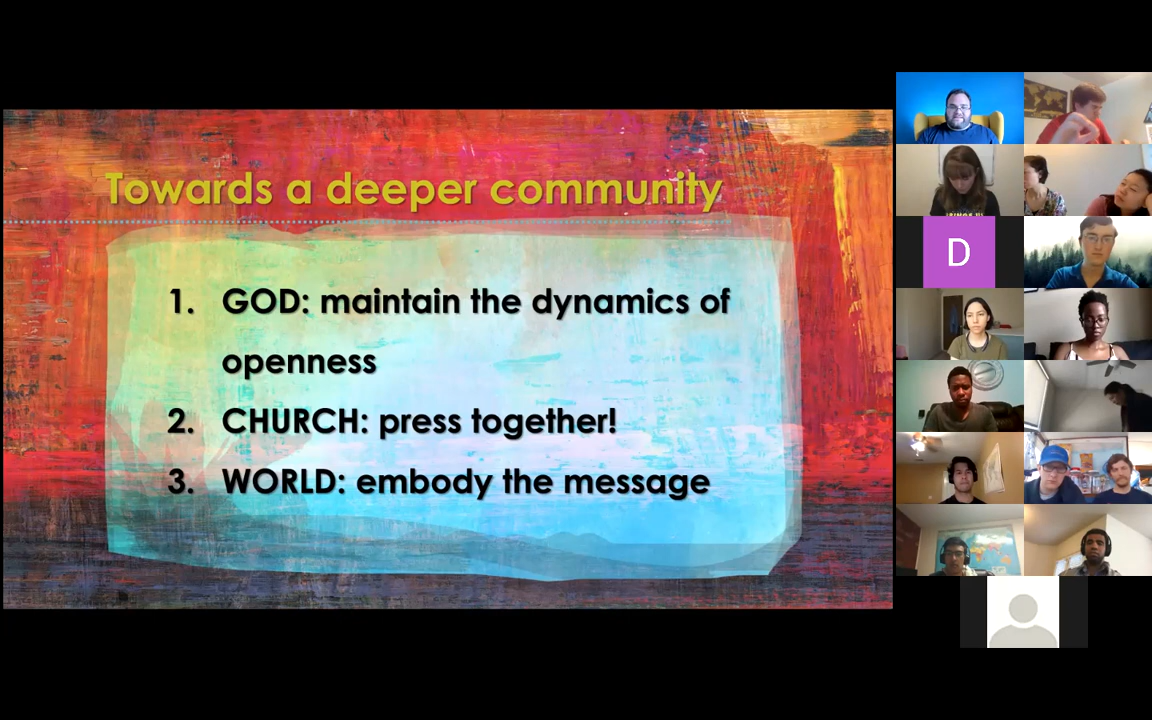 Towards a deeper community
1. GOD: maintain the dynamics of
openness
2. CHURCH: press together!
3. WORLD: embody the message
D